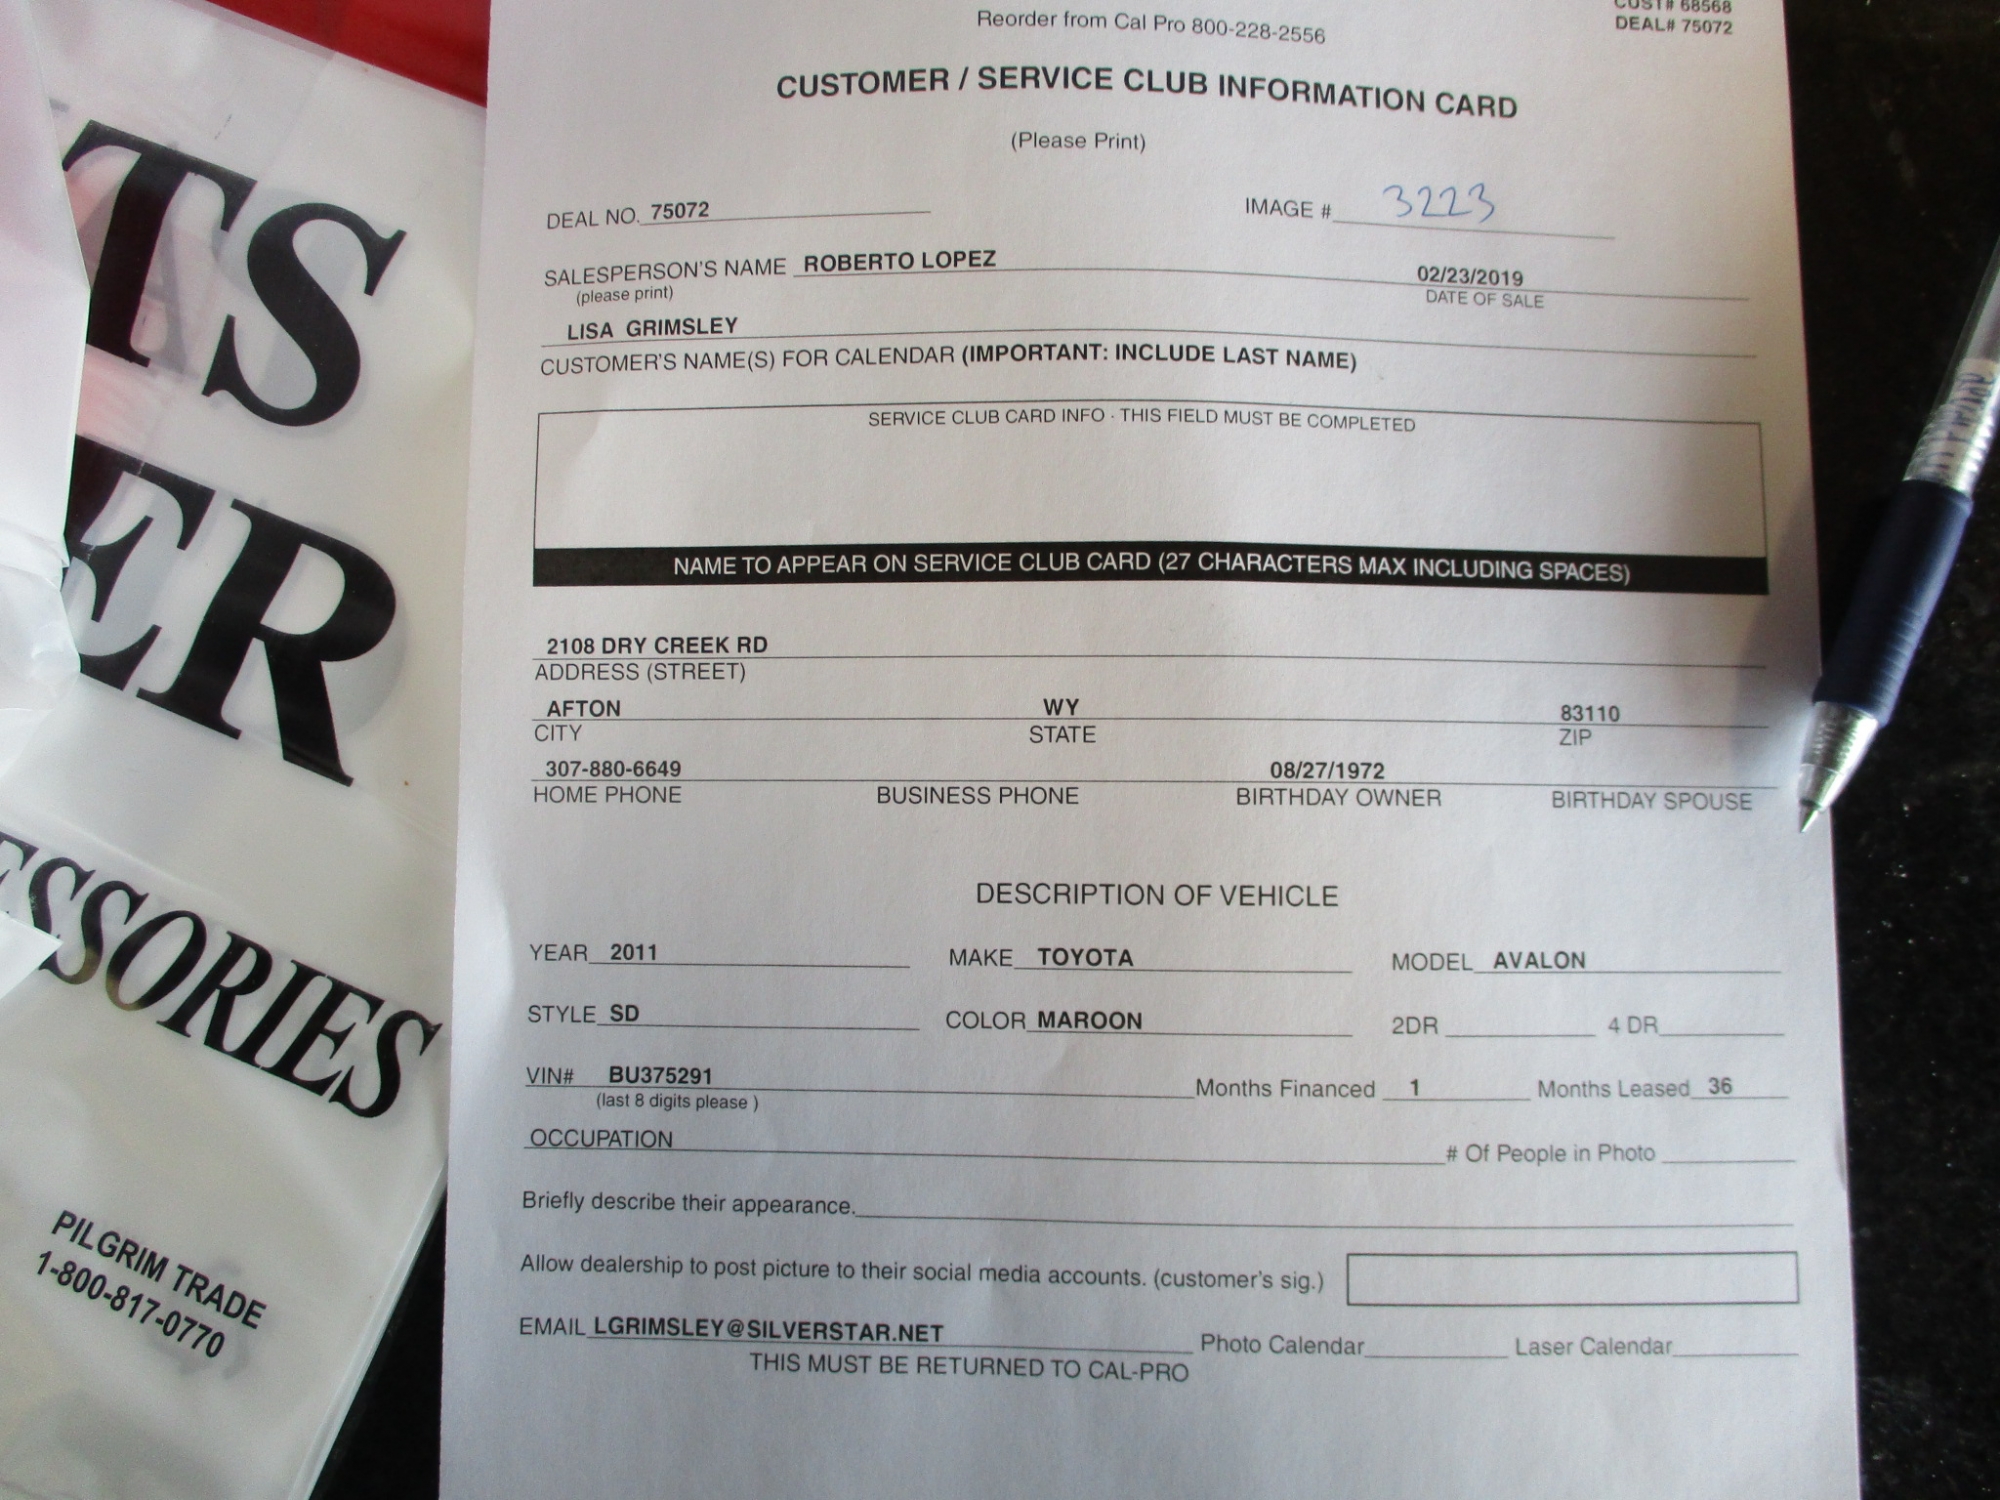 CUST# 68568
Reorder from Cal Pro 800-228-2556
DEAL# 75072
CUSTOMER / SERVICE CLUB INFORMATION CARD
(Please Print)
DEAL NO. 75072 IMAGE # 3223
SALESPERSON'S NAME ROBERTO LOPEZ 02/23/2019
(please print) DATE OF SALE
LISA GRIMSLEY
CUSTOMER'S NAME(S) FOR CALENDAR (IMPORTANT: INCLUDE LAST NAME)
SERVICE CLUB CARD INFO · THIS FIELD MUST BE COMPLETED
NAME TO APPEAR ON SERVICE CLUB CARD (27 CHARACTERS MAX INCLUDING SPACES)
2108 DRY CREEK RD
ADDRESS (STREET)
AFTON WY 83110
CITY STATE ZIP
307-880-6649 08/27/1972
HOME PHONE BUSINESS PHONE BIRTHDAY OWNER BIRTHDAY SPOUSE
DESCRIPTION OF VEHICLE
YEAR 2011 MAKE TOYOTA MODEL AVALON
STYLE SD COLOR MAROON 2DR 4 DR
VIN# BU375291 Months Financed 1 Months Leased 36
(last 8 digits please )
OCCUPATION # Of People in Photo
Briefly describe their appearance.
Allow dealership to post picture to their social media accounts. (customer's sig.)
EMAIL LGRIMSLEY@SILVERSTAR.NET Photo Calendar Laser Calendar
THIS MUST BE RETURNED TO CAL-PRO
TS
ER
ESSORIES
PILGRIM TRADE
1-800-817-0770